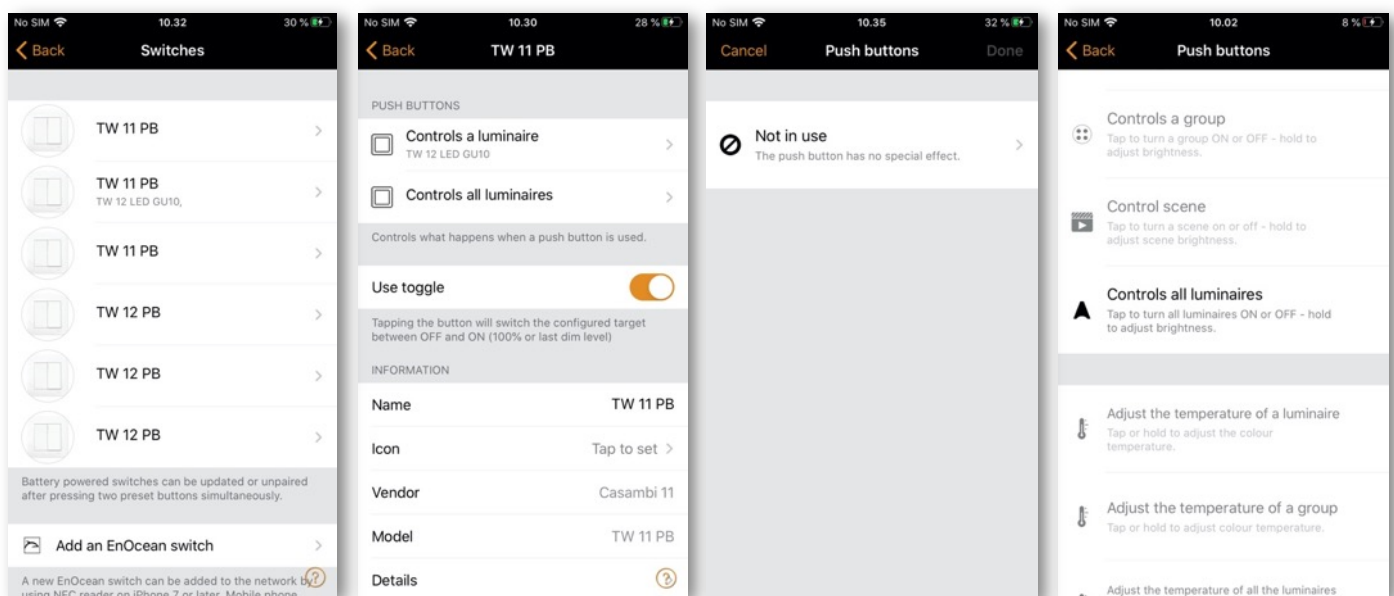 No SIM 10.32 30 %
Back Switches
TW 11 PB
TW 11 PB
TW 12 LED GU10,
TW 11 PB
TW 12 PB
TW 12 PB
TW 12 PB
Battery powered switches can be updated or unpaired
after pressing two preset buttons simultaneously.
Add an EnOcean switch
A new EnOcean switch can be added to the network by
using NFC reader on iPhone 7 or later. Mobile phone
No SIM 10.30 28 %
Back TW 11 PB
PUSH BUTTONS
Controls a luminaire
TW 12 LED GU10
Controls all luminaires
Controls what happens when a push button is used.
Use toggle
Tapping the button will switch the configured target
between OFF and ON (100% or last dim level)
INFORMATION
Name TW 11 PB
Icon Tap to set
Vendor Casambi 11
Model TW 11 PB
Details
?
No SIM 10.35 32 %
Cancel Push buttons Done
Not in use
The push button has no special effect.
No SIM 10.02 8 %
Back Push buttons
Controls a group
Tap to turn a group ON or OFF - hold to
adjust brightness.
Control scene
Tap to turn a scene on or off - hold to
adjust scene brightness.
Controls all luminaires
Tap to turn all luminaires ON or OFF - hold
to adjust brightness.
Adjust the temperature of a luminaire
Tap or hold to adjust the colour
temperature.
Adjust the temperature of a group
Tap or hold to adjust colour temperature.
Adjust the temperature of all the luminaires